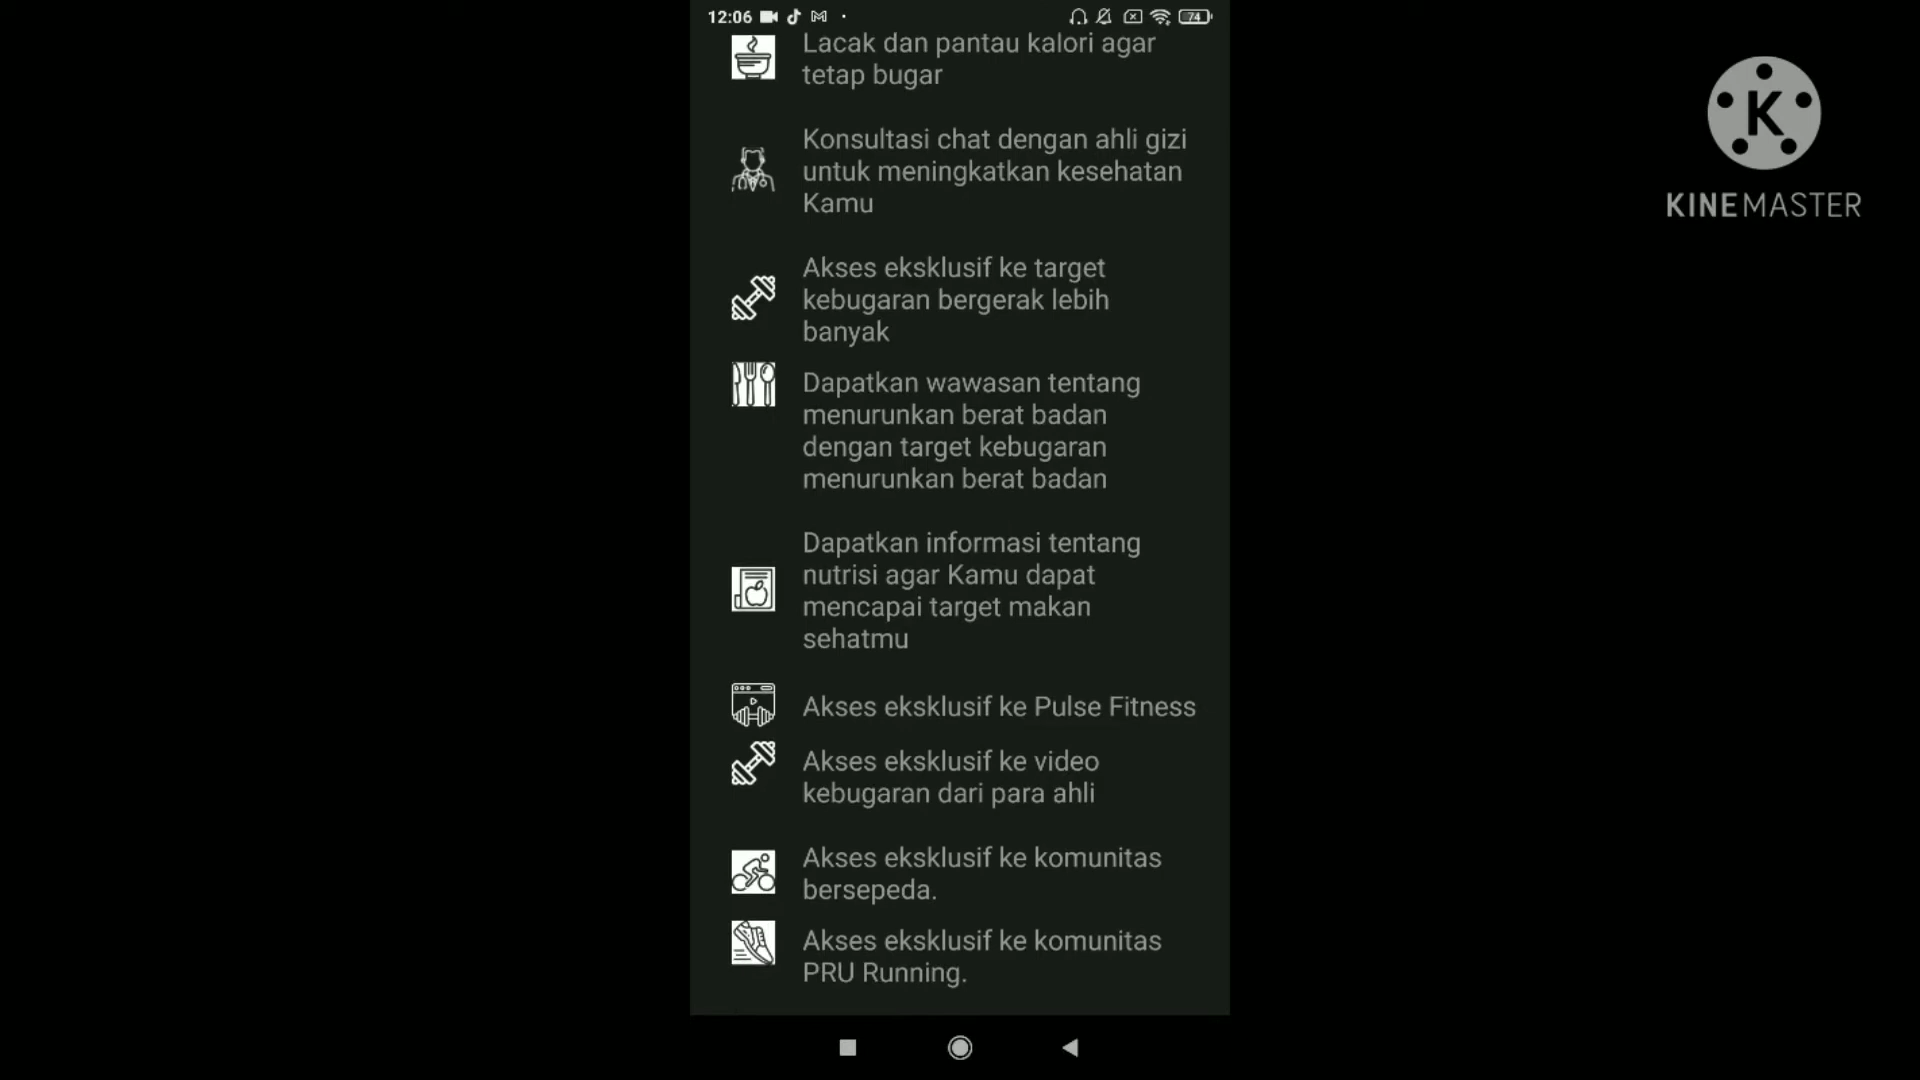 12:06
74
Lacak dan pantau kalori agar
tetap bugar
Konsultasi chat dengan ahli gizi
untuk meningkatkan kesehatan
Kamu
Akses eksklusif ke target
kebugaran bergerak lebih
banyak
Dapatkan wawasan tentang
menurunkan berat badan
dengan target kebugaran
menurunkan berat badan
Dapatkan informasi tentang
nutrisi agar Kamu dapat
mencapai target makan
sehatmu
Akses eksklusif ke Pulse Fitness
Akses eksklusif ke video
kebugaran dari para ahli
Akses eksklusif ke komunitas
bersepeda.
Akses eksklusif ke komunitas
PRU Running.
K
KINEMASTER